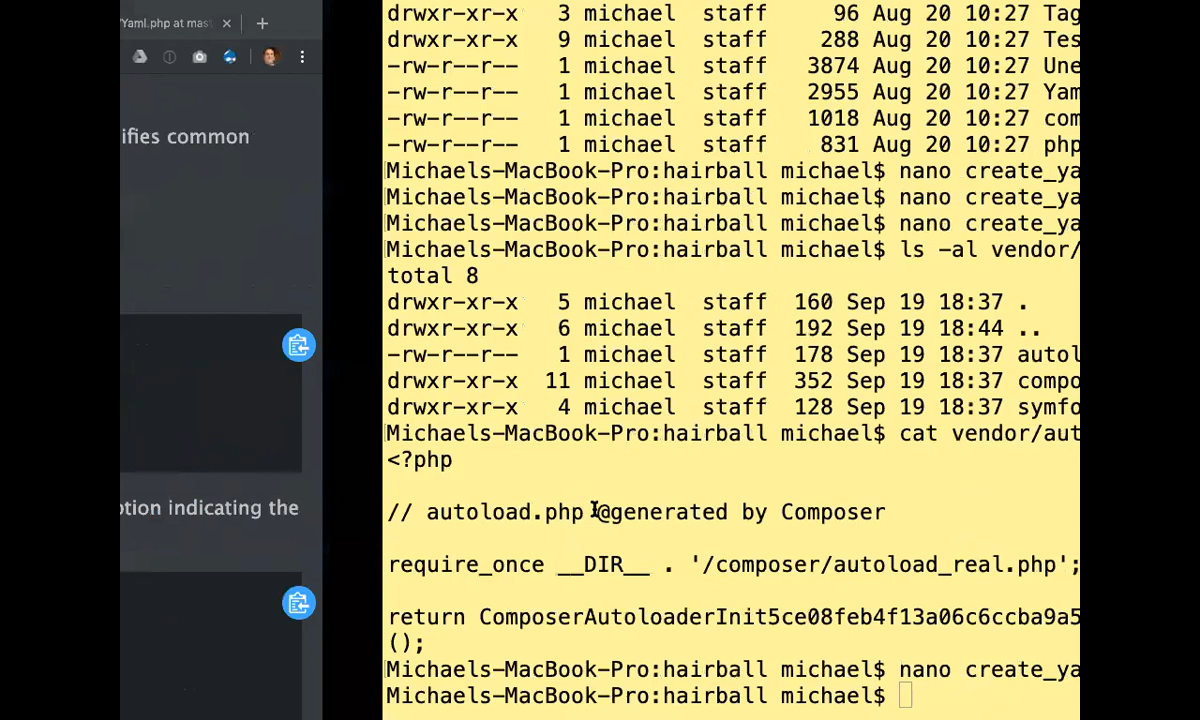 /Yaml.php at mas
ifies common
ption indicating the
drwxr-xr-x 3 michael staff 96 Aug 20 10:27 Tag
drwxr-xr-x 9 michael staff 288 Aug 20 10:27 Tes
-rw-r--r-- 1 michael staff 3874 Aug 20 10:27 Une
-rw-r--r-- 1 michael staff 2955 Aug 20 10:27 Yam
-rw-r--r-- 1 michael staff 1018 Aug 20 10:27 com
-rw-r--r-- 1 michael staff 831 Aug 20 10:27 php
Michaels-MacBook-Pro:hairball michael$ nano create_ya
Michaels-MacBook-Pro:hairball michael$ nano create_ya
Michaels-MacBook-Pro:hairball michael$ nano create_ya
Michaels-MacBook-Pro:hairball michael$ ls -al vendor/
total 8
drwxr-xr-x 5 michael staff 160 Sep 19 18:37 .
drwxr-xr-x 6 michael staff 192 Sep 19 18:44 ..
-rw-r--r-- 1 michael staff 178 Sep 19 18:37 autol
drwxr-xr-x 11 michael staff 352 Sep 19 18:37 compo
drwxr-xr-x 4 michael staff 128 Sep 19 18:37 symfo
Michaels-MacBook-Pro:hairball michael$ cat vendor/aut
<?php
// autoload.php @generated by Composer
require_once __DIR__ . '/composer/autoload_real.php';
return ComposerAutoloaderInit5ce08feb4f13a06c6ccba9a5
();
Michaels-MacBook-Pro:hairball michael$ nano create_ya
Michaels-MacBook-Pro:hairball michael$